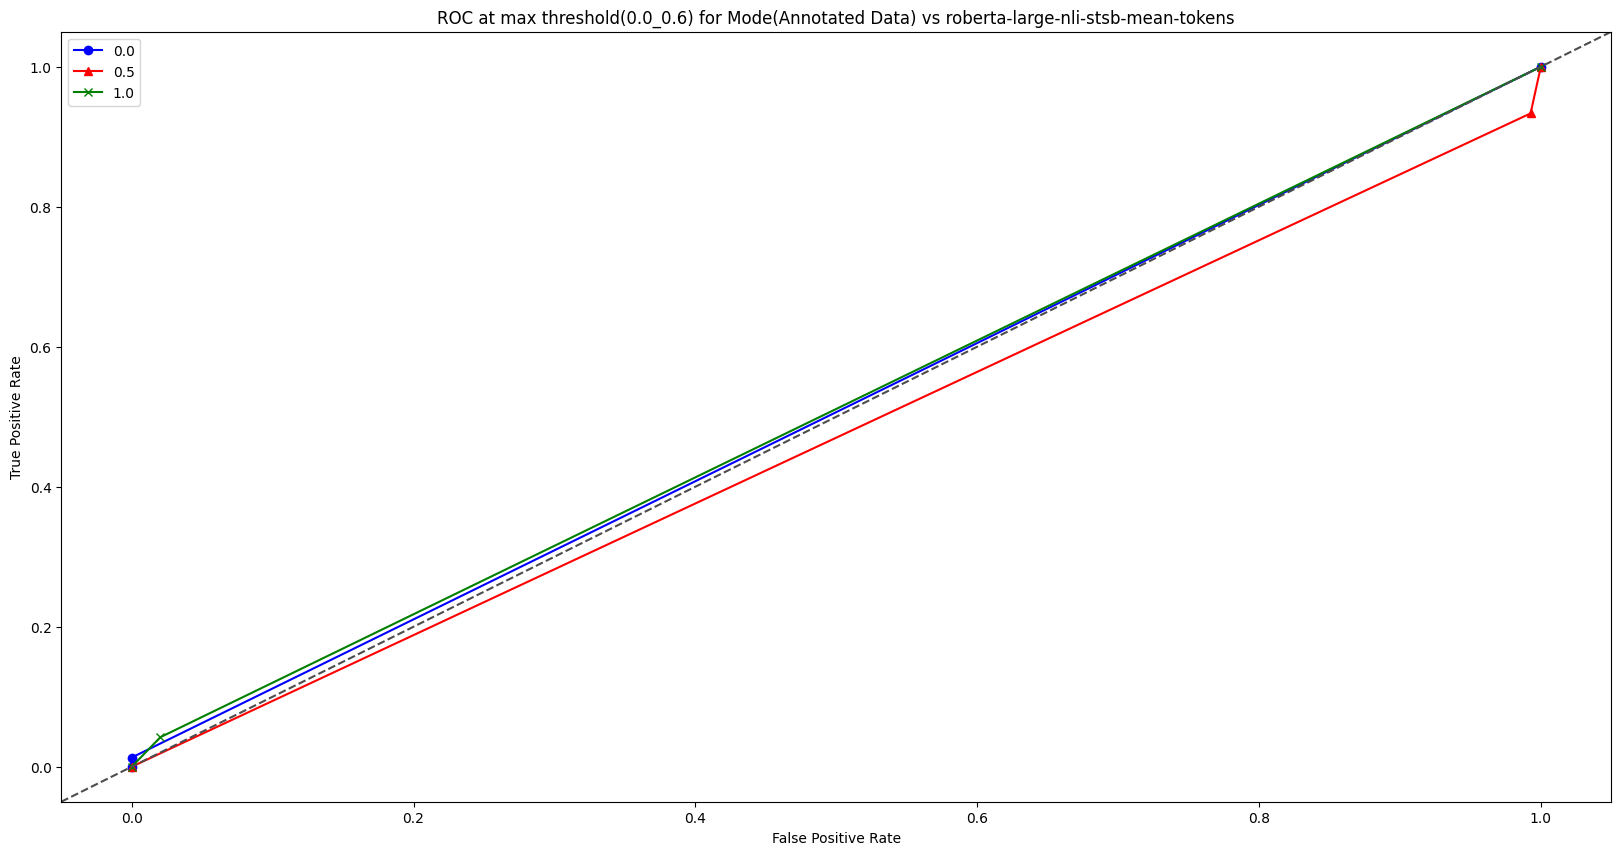 ROC at max threshold(0.0_0.6) for Mode(Annotated Data) vs roberta-large-nli-stsb-mean-tokens
0.0
0.5
1.0
True Positive Rate
1.0
0.8
0.6
0.4
0.2
0.0
0.0 0.2 0.4 0.6 0.8 1.0
False Positive Rate